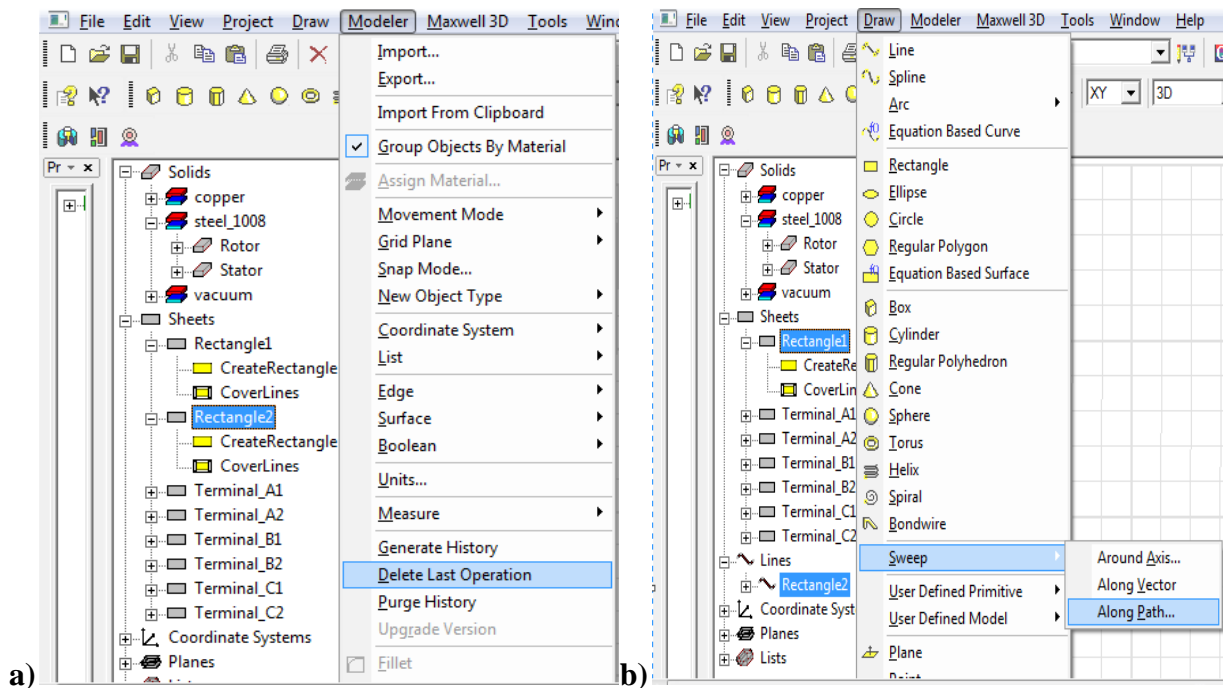 File Edit View Project Draw Modeler Maxwell 3D Tools
Pr
Solids
copper
steel_1008
Rotor
Stator
vacuum
Sheets
Rectangle1
CreateRectangle
CoverLines
Rectangle2
CreateRectangle
CoverLines
Terminal_A1
Terminal_A2
Terminal_B1
Terminal_B2
Terminal_C1
Terminal_C2
Coordinate Systems
Planes
Import...
Export...
Import From Clipboard
Group Objects By Material
Assign Material...
Movement Mode
Grid Plane
Snap Mode...
New Object Type
Coordinate System
List
Edge
Surface
Boolean
Units...
Measure
Generate History
Delete Last Operation
Purge History
Upgrade Version
Fillet
a)
File Edit View Project Draw Modeler Maxwell 3D Tools Window Help
XY 3D
Pr
Solids
copper
steel_1008
Rotor
Stator
vacuum
Sheets
Rectangle1
CreateRe
CoverLin
Terminal_A1
Terminal_A2
Terminal_B1
Terminal_B2
Terminal_C1
Terminal_C2
Lines
Rectangle2
Coordinate Syst
Planes
Lists
Line
Spline
Arc
Equation Based Curve
Rectangle
Ellipse
Circle
Regular Polygon
Equation Based Surface
Box
Cylinder
Regular Polyhedron
Cone
Sphere
Torus
Helix
Spiral
Bondwire
Sweep
User Defined Primitive
User Defined Model
Plane
Around Axis...
Along Vector
Along Path...
b)